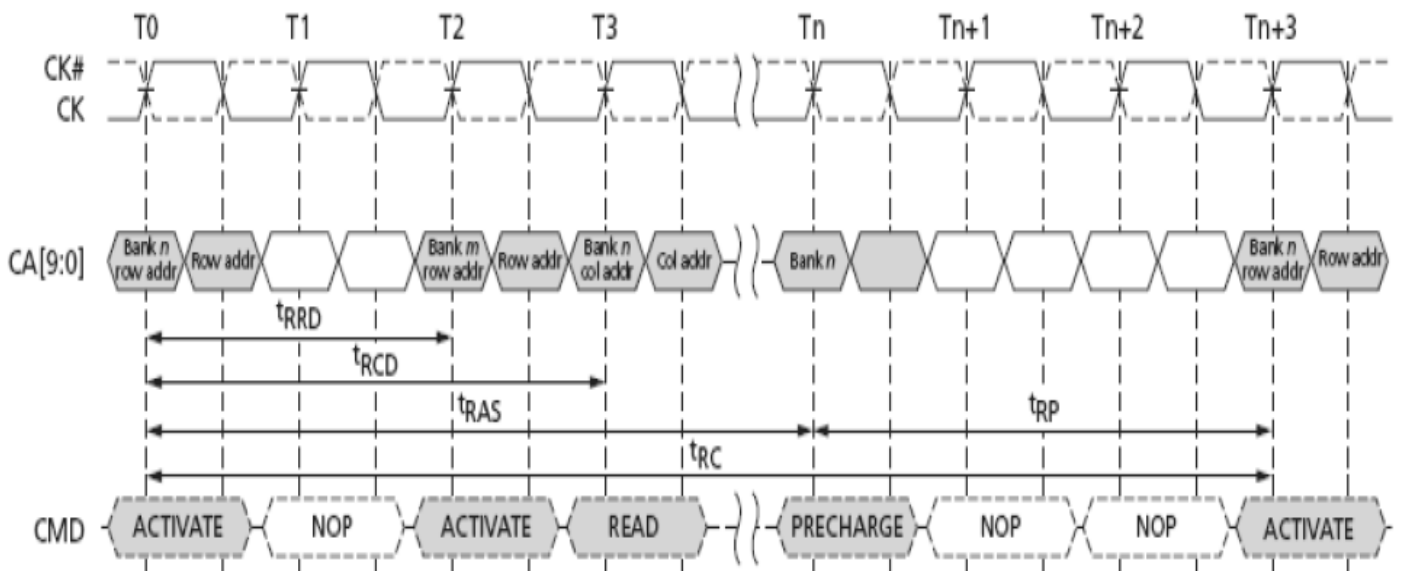 T0 T1 T2 T3 Tn Tn+1 Tn+2 Tn+3
CK#
CK
CA[9:0]
Bank n row addr
Row addr
Bank m row addr
Row addr
Bank n col addr
Col addr
Bank n
Bank n row addr
Row addr
tRRD
tRCD
tRAS
tRP
tRC
CMD ACTIVATE NOP ACTIVATE READ PRECHARGE NOP NOP ACTIVATE